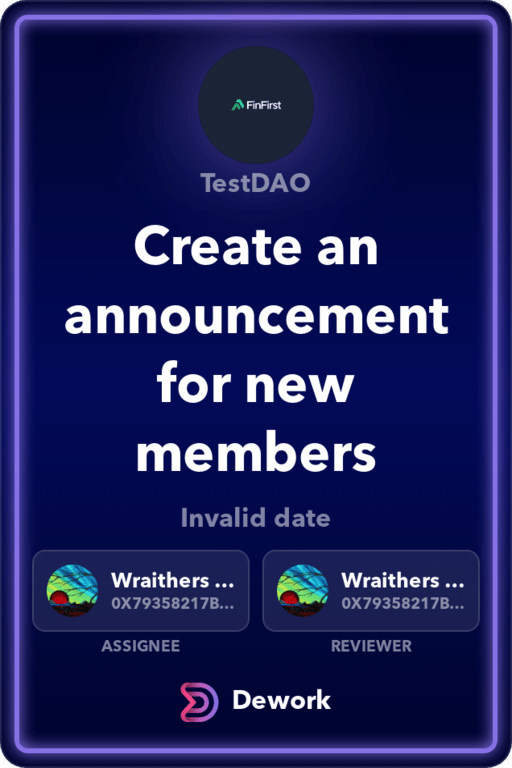 FinFirst
TestDAO
Create an
announcement
for new
members
Invalid date
Wraithers ...
0X79358217B...
Wraithers ...
0X79358217B...
ASSIGNEE
REVIEWER
Dework